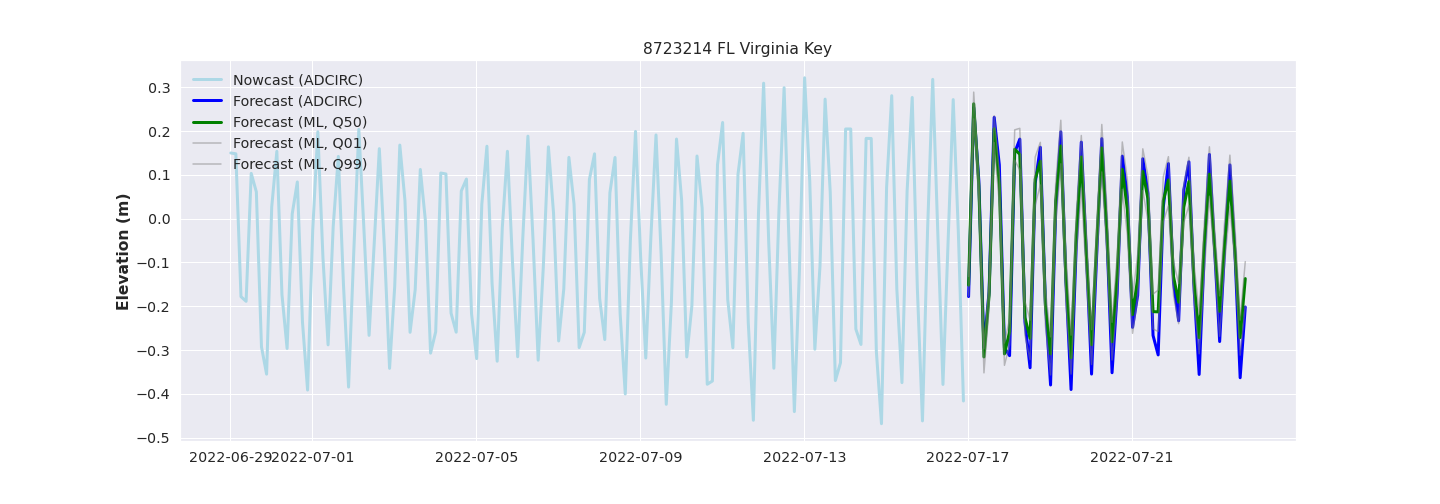 8723214 FL Virginia Key
Nowcast (ADCIRC)
Forecast (ADCIRC)
Forecast (ML, Q50)
Forecast (ML, Q01)
Forecast (ML, Q99)
Elevation (m)
0.3
0.2
0.1
0.0
−0.1
−0.2
−0.3
−0.4
−0.5
2022-06-29
2022-07-01
2022-07-05
2022-07-09
2022-07-13
2022-07-17
2022-07-21